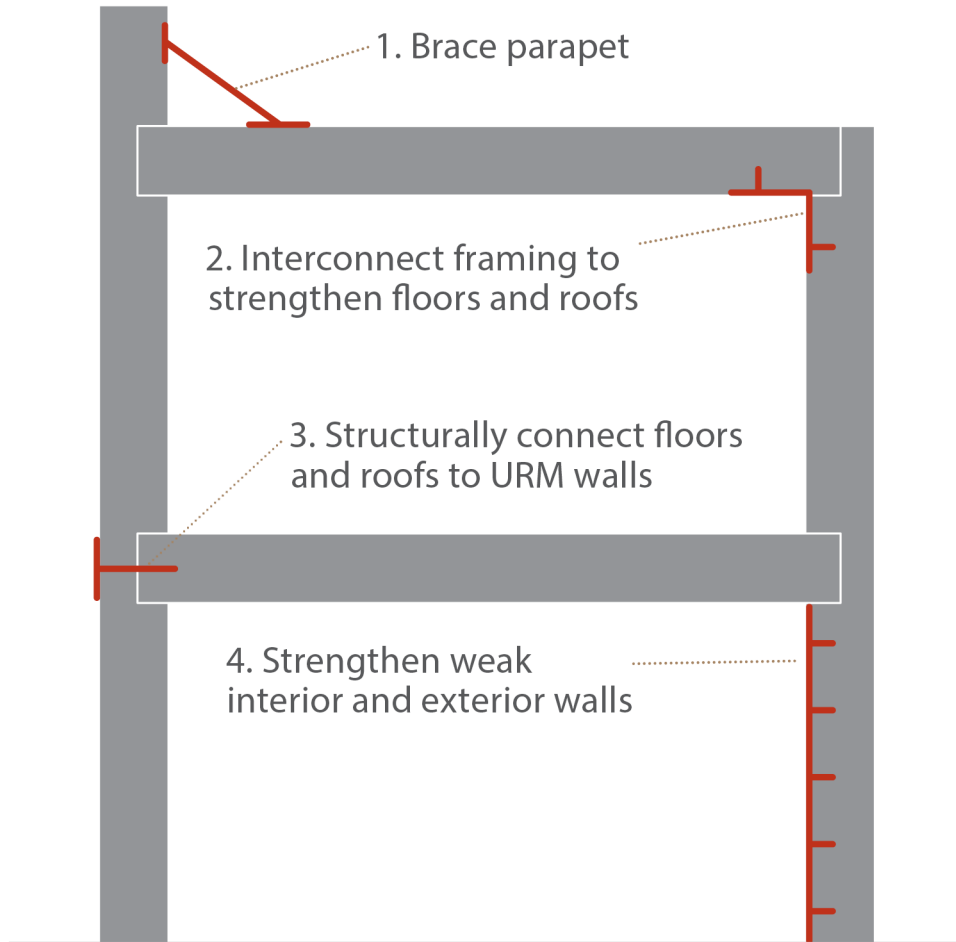 1. Brace parapet
2. Interconnect framing to
strengthen floors and roofs
3. Structurally connect floors
and roofs to URM walls
4. Strengthen weak
interior and exterior walls